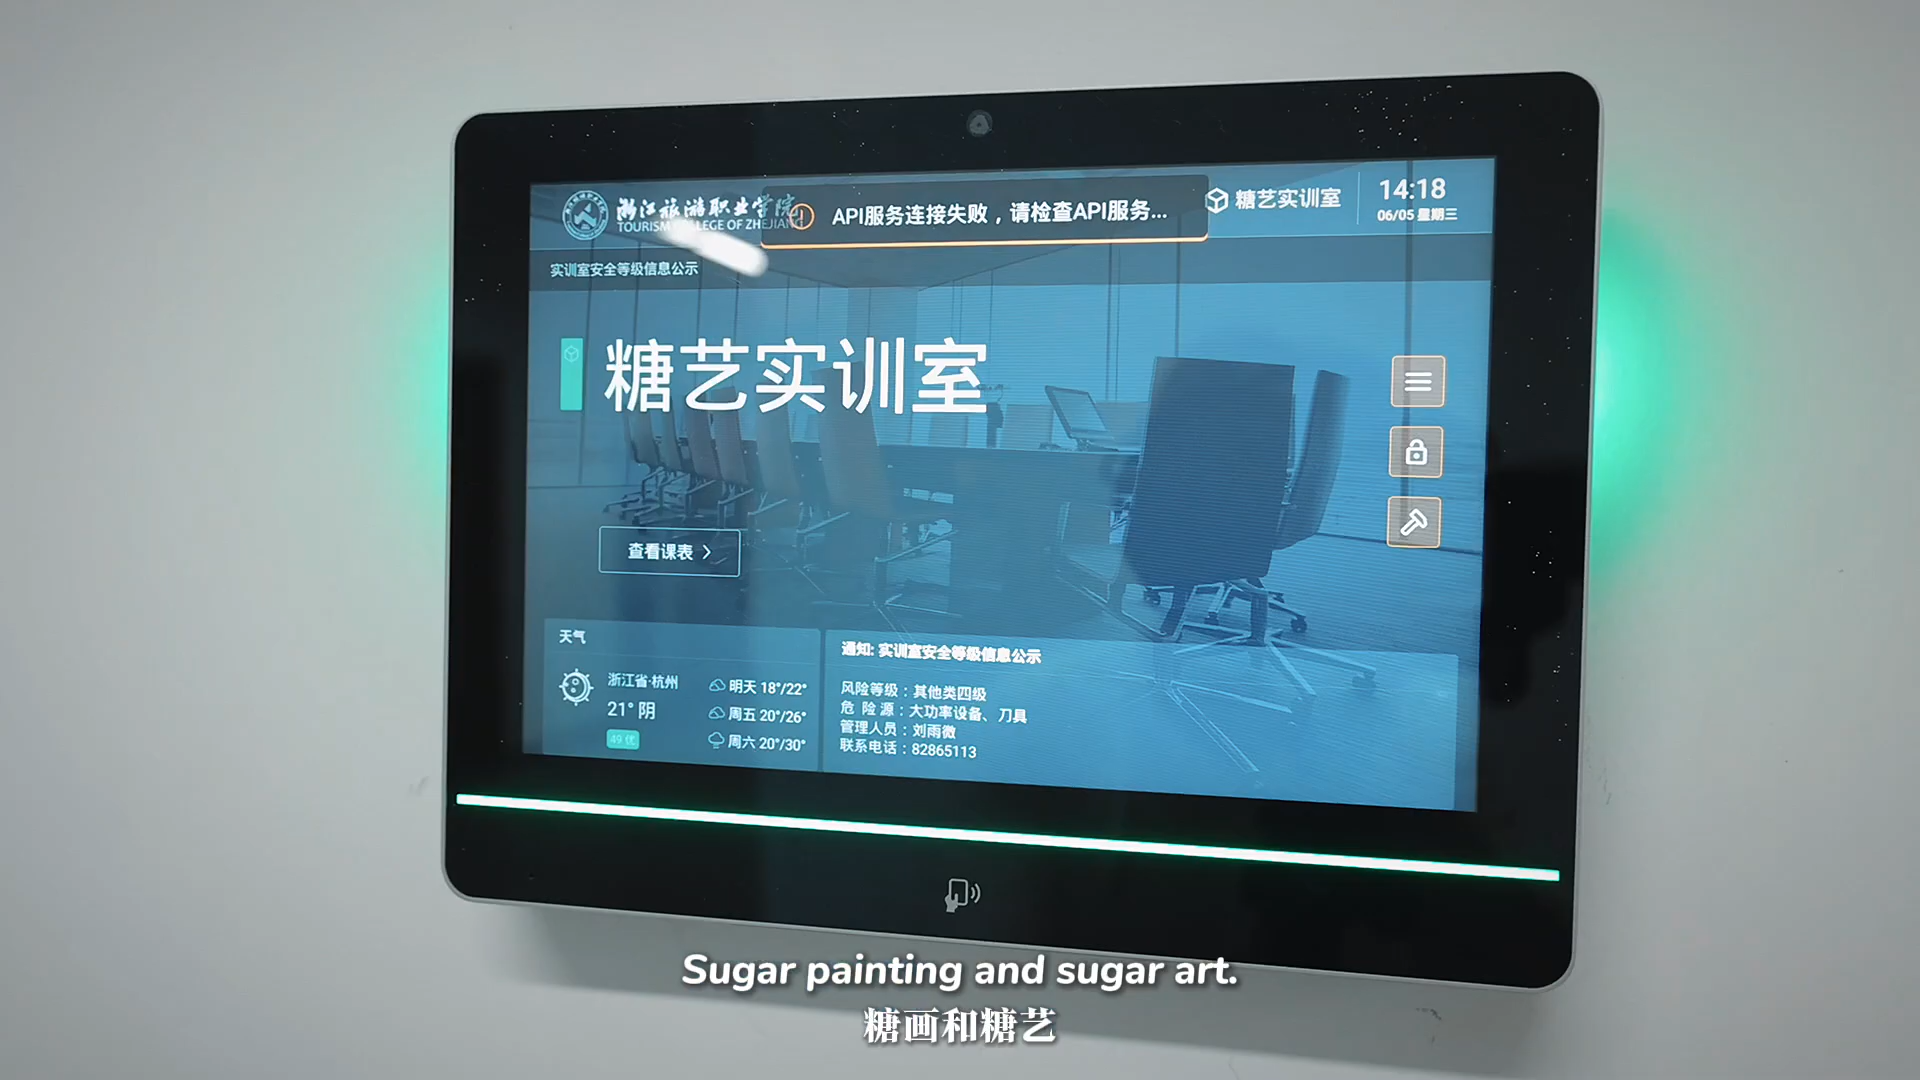 浙江旅游职业学院
TOURISM COLLEGE OF ZHEJIANG
API服务连接失败，请检查API服务...
糖艺实训室
14:18
06/05 星期三
实训室安全等级信息公示
糖艺实训室
查看课表 >
天气
浙江省·杭州
21° 阴
49 优
明天 18°/22°
周五 20°/26°
周六 20°/30°
通知: 实训室安全等级信息公示
风险等级：其他类四级
危 险 源：大功率设备、刀具
管理人员：刘雨微
联系电话：82865113
Sugar painting and sugar art.
糖画和糖艺